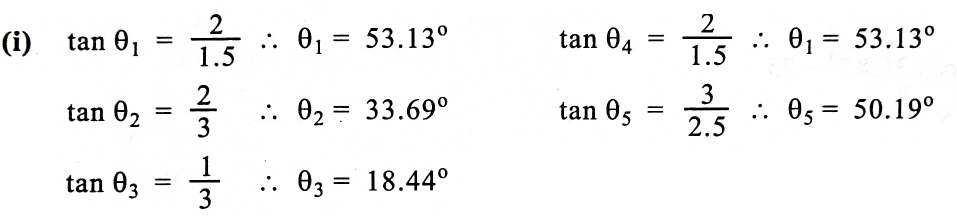 (i) tan θ₁ = 2/1.5 ∴ θ₁ = 53.13° tan θ₄ = 2/1.5 ∴ θ₁ = 53.13°
tan θ₂ = 2/3 ∴ θ₂ = 33.69° tan θ₅ = 3/2.5 ∴ θ₅ = 50.19°
tan θ₃ = 1/3 ∴ θ₃ = 18.44°